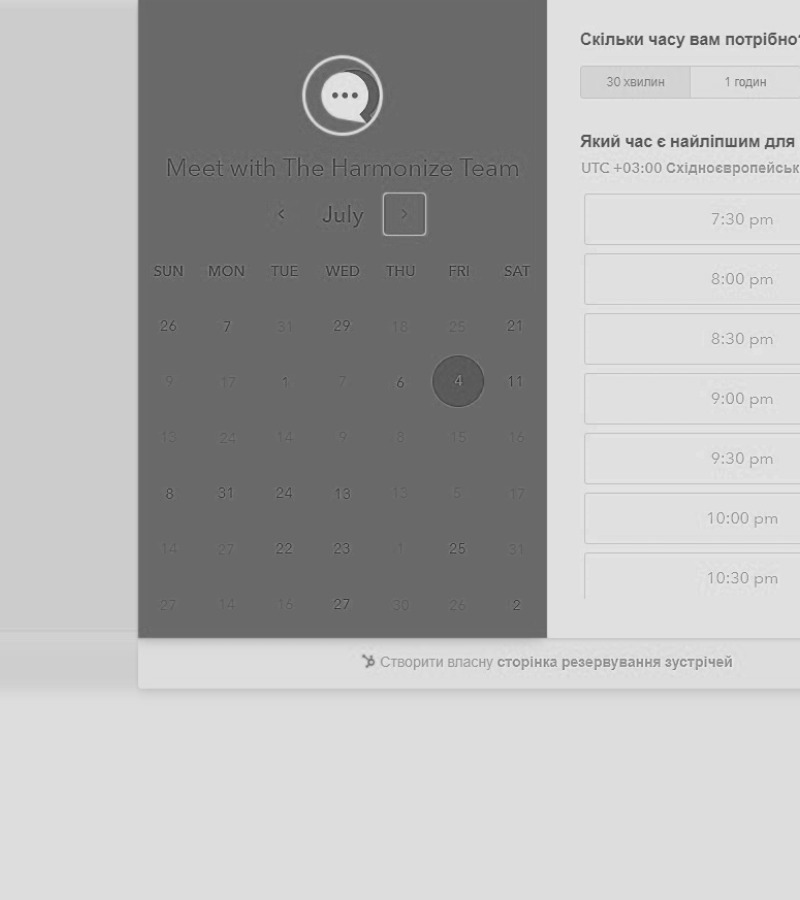 Meet with The Harmonize Team
July
SUN MON TUE WED THU FRI SAT
26 7 31 29 18 25 21
9 17 1 7 6 4 11
13 24 14 9 8 15 16
8 31 24 13 13 5 17
14 27 22 23 1 25 31
27 14 16 27 30 26 2
Скільки часу вам потрібно?
30 хвилин 1 годин
Який час є найліпшим для
UTC +03:00
7:30 pm
8:00 pm
8:30 pm
9:00 pm
9:30 pm
10:00 pm
10:30 pm
Створити власну сторінка резервування зустрічей